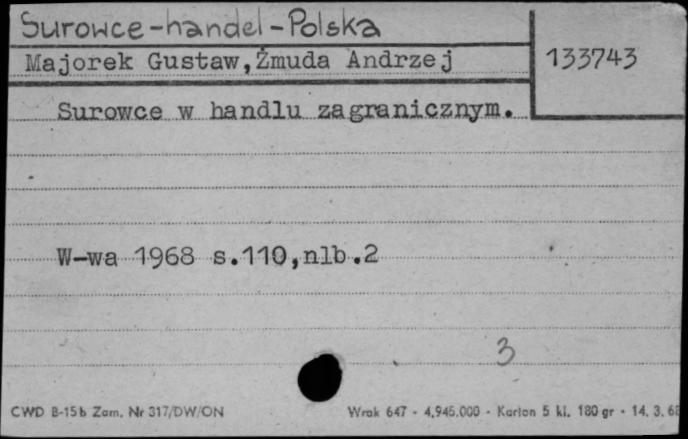 Surowce-handel-Polska
Majorek Gustaw,Żmuda Andrzej
133743
Surowce w handlu zagranicznym.
W-wa 1968 s.110,nlb.2
3
CWD B-15b Zam. Nr 317/DW/ON
Wrak 647 - 4.945.000 - Karton 5 kl. 180 gr - 14. 3. 68